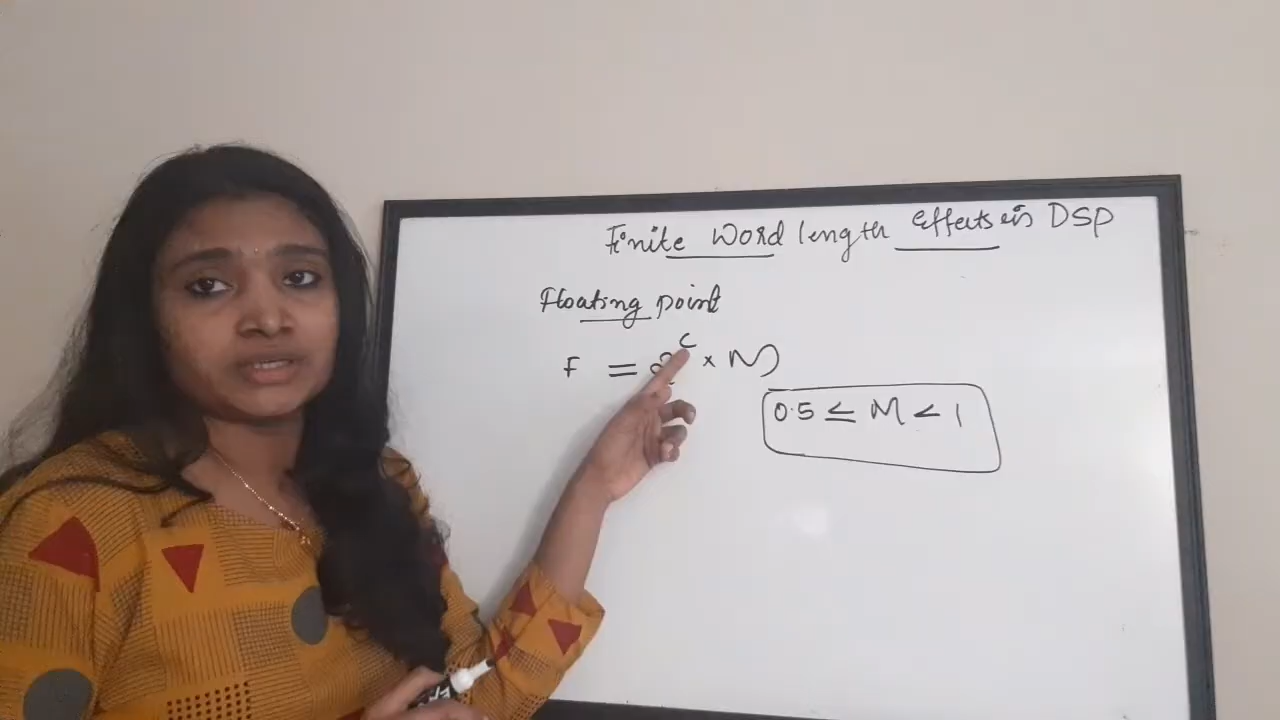 Finite Word length effects in DSP
Floating point
F = 2^c × M
0.5 ≤ M < 1